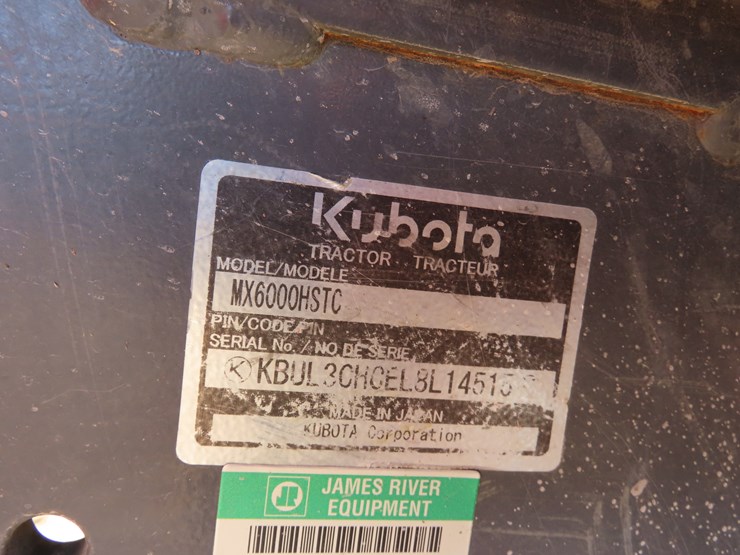 Kubota
TRACTOR TRACTEUR
MODEL/MODELE
MX6000HSTC
PIN/CODE PIN
SERIAL No. / NO. DE SERIE
MADE IN JAPAN
KUBOTA Corporation
JR
JAMES RIVER
EQUIPMENT